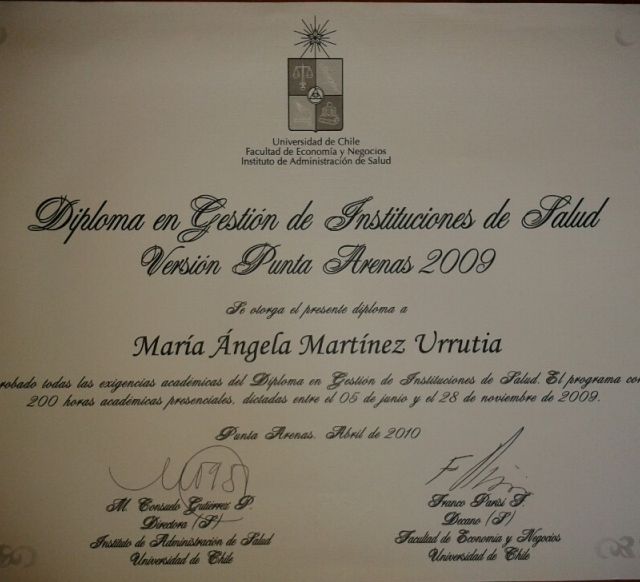 Universidad de Chile
Facultad de Economía y Negocios
Instituto de Administración de Salud
Diploma en Gestión de Instituciones de Salud
Versión Punta Arenas 2009
Se otorga el presente diploma a
María Ángela Martínez Urrutia
robado todas las exigencias académicas del Diploma en Gestión de Instituciones de Salud. El programa con
200 horas académicas presenciales, dictadas entre el 05 de junio y el 28 de noviembre de 2009.
Punta Arenas, Abril de 2010
M. Consuelo Gutiérrez P.
Directora (S)
Instituto de Administración de Salud
Universidad de Chile
Franco Parisi F.
Decano (S)
Facultad de Economía y Negocios
Universidad de Chile